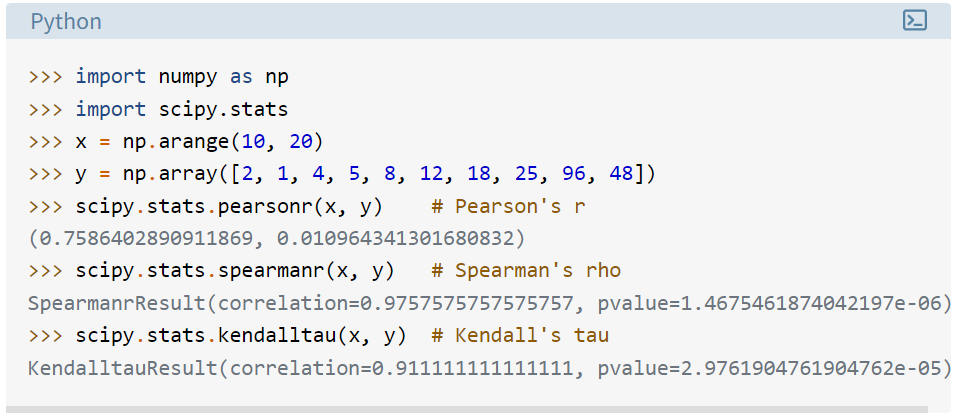 Python
>>> import numpy as np
>>> import scipy.stats
>>> x = np.arange(10, 20)
>>> y = np.array([2, 1, 4, 5, 8, 12, 18, 25, 96, 48])
>>> scipy.stats.pearsonr(x, y)    # Pearson's r
(0.7586402890911869, 0.010964341301680832)
>>> scipy.stats.spearmanr(x, y)   # Spearman's rho
SpearmanrResult(correlation=0.9757575757575757, pvalue=1.4675461874042197e-06)
>>> scipy.stats.kendalltau(x, y)  # Kendall's tau
KendalltauResult(correlation=0.911111111111111, pvalue=2.9761904761904762e-05)